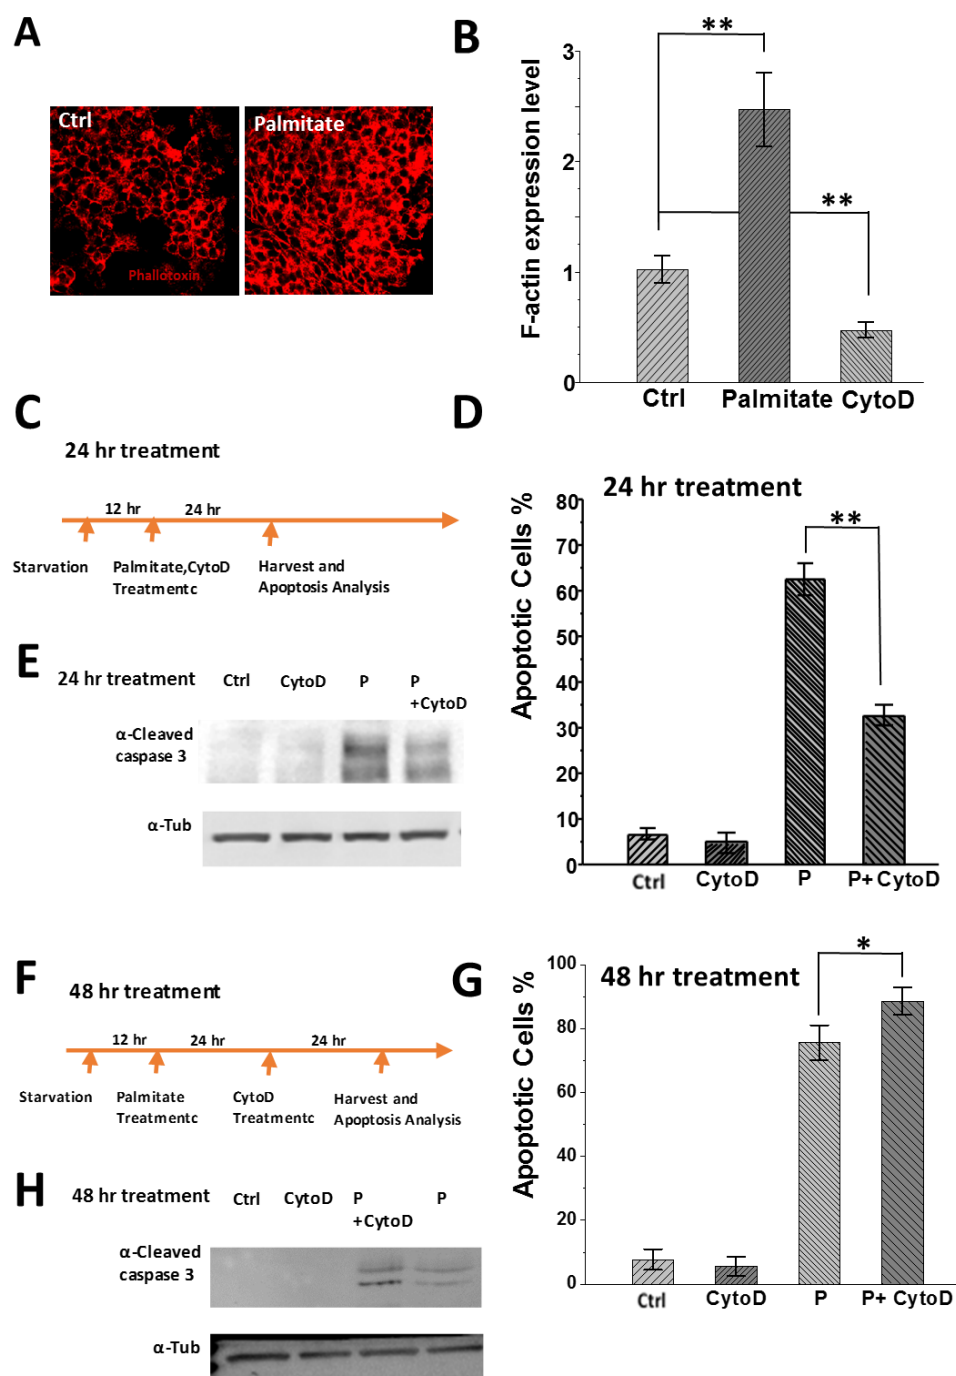 A
Ctrl
Palmitate
Phallotoxin
B
**
**
F-actin expression level
3
2
1
0
Ctrl
Palmitate
CytoD
C
24 hr treatment
12 hr
24 hr
Starvation
Palmitate,CytoD
Treatmentc
Harvest and
Apoptosis Analysis
D
24 hr treatment
**
Apoptotic Cells %
80
70
60
50
40
30
20
10
0
Ctrl
CytoD
P
P+ CytoD
E
24 hr treatment
Ctrl
CytoD
P
P
+CytoD
α-Cleaved
caspase 3
α-Tub
F
48 hr treatment
12 hr
24 hr
24 hr
Starvation
Palmitate
Treatmentc
CytoD
Treatmentc
Harvest and
Apoptosis Analysis
G
48 hr treatment
*
Apoptotic Cells %
100
80
60
40
20
0
Ctrl
CytoD
P
P+ CytoD
H
48 hr treatment
Ctrl
CytoD
P
+CytoD
P
α-Cleaved
caspase 3
α-Tub